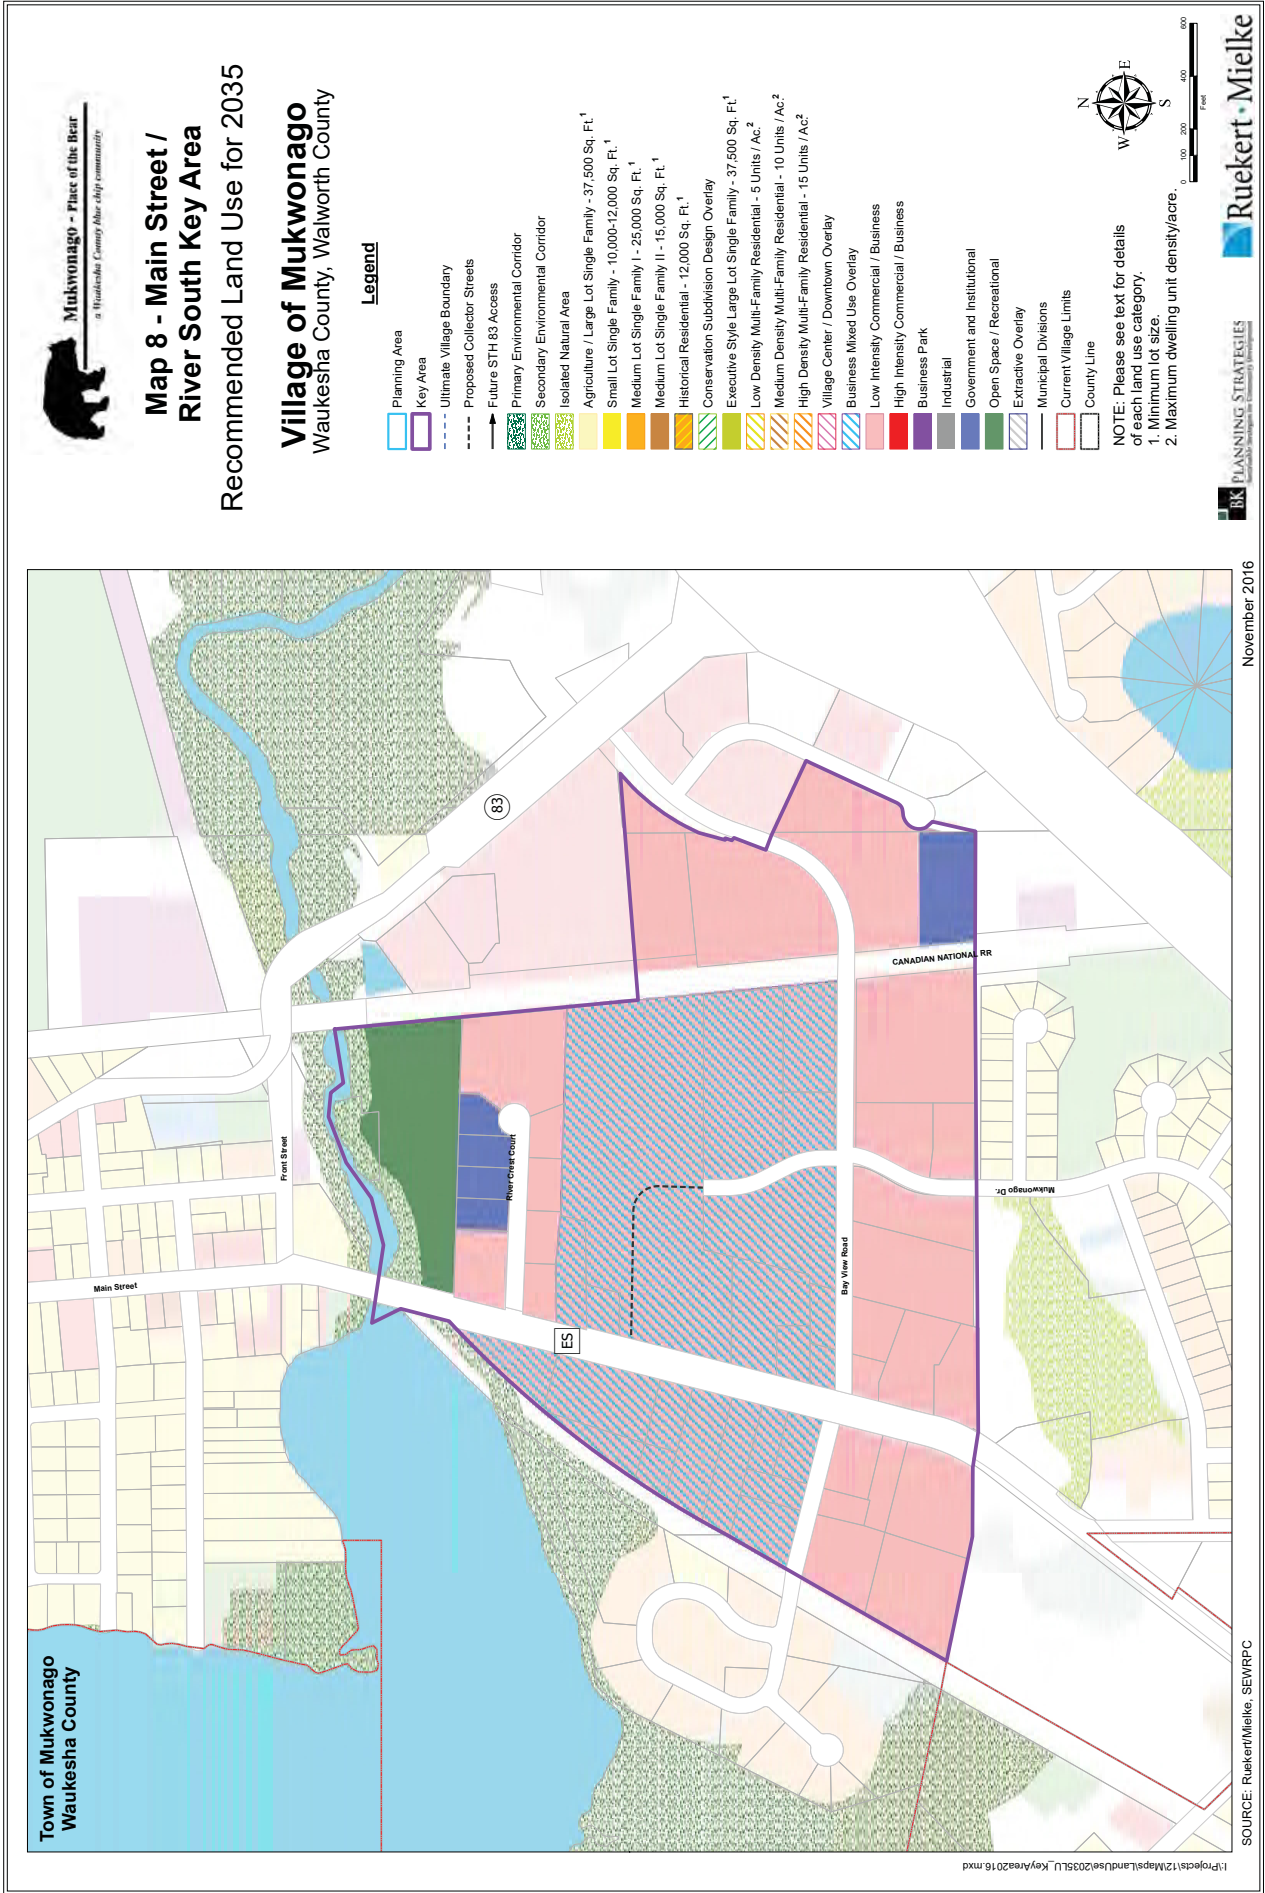 Mukwonago - Place of the Bear
a Waukesha County blue chip community
Map 8 - Main Street /
River South Key Area
Recommended Land Use for 2035
Village of Mukwonago
Waukesha County, Walworth County
Legend
Planning Area
Key Area
Ultimate Village Boundary
Proposed Collector Streets
Future STH 83 Access
Primary Environmental Corridor
Secondary Environmental Corridor
Isolated Natural Area
Agriculture / Large Lot Single Family - 37,500 Sq. Ft.1
Small Lot Single Family - 10,000-12,000 Sq. Ft.1
Medium Lot Single Family I - 25,000 Sq. Ft.1
Medium Lot Single Family II - 15,000 Sq. Ft.1
Historical Residential - 12,000 Sq. Ft.1
Conservation Subdivision Design Overlay
Executive Style Large Lot Single Family - 37,500 Sq. Ft.1
Low Density Multi-Family Residential - 5 Units / Ac.2
Medium Density Multi-Family Residential - 10 Units / Ac.2
High Density Multi-Family Residential - 15 Units / Ac.2
Village Center / Downtown Overlay
Business Mixed Use Overlay
Low Intensity Commercial / Business
High Intensity Commercial / Business
Business Park
Industrial
Government and Institutional
Open Space / Recreational
Extractive Overlay
Municipal Divisions
Current Village Limits
County Line
NOTE: Please see text for details
of each land use category.
1. Minimum lot size.
2. Maximum dwelling unit density/acre.
N
W
E
S
0 100 200 400 600
Feet
BK PLANNING STRATEGIES
Ruekert·Mielke
Town of Mukwonago
Waukesha County
Main Street
Front Street
83
River Crest Court
ES
Bay View Road
CANADIAN NATIONAL RR
Mukwonago Dr.
SOURCE: Ruekert/Mielke, SEWRPC
November 2016
I:\Projects\12\Maps\LandUse\2035LU_KeyArea2016.mxd